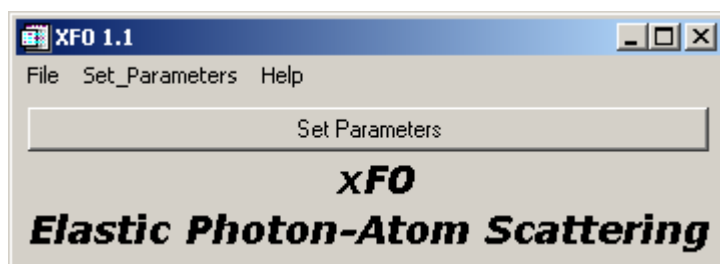 XFO 1.1
File Set_Parameters Help
Set Parameters
xFO
Elastic Photon-Atom Scattering